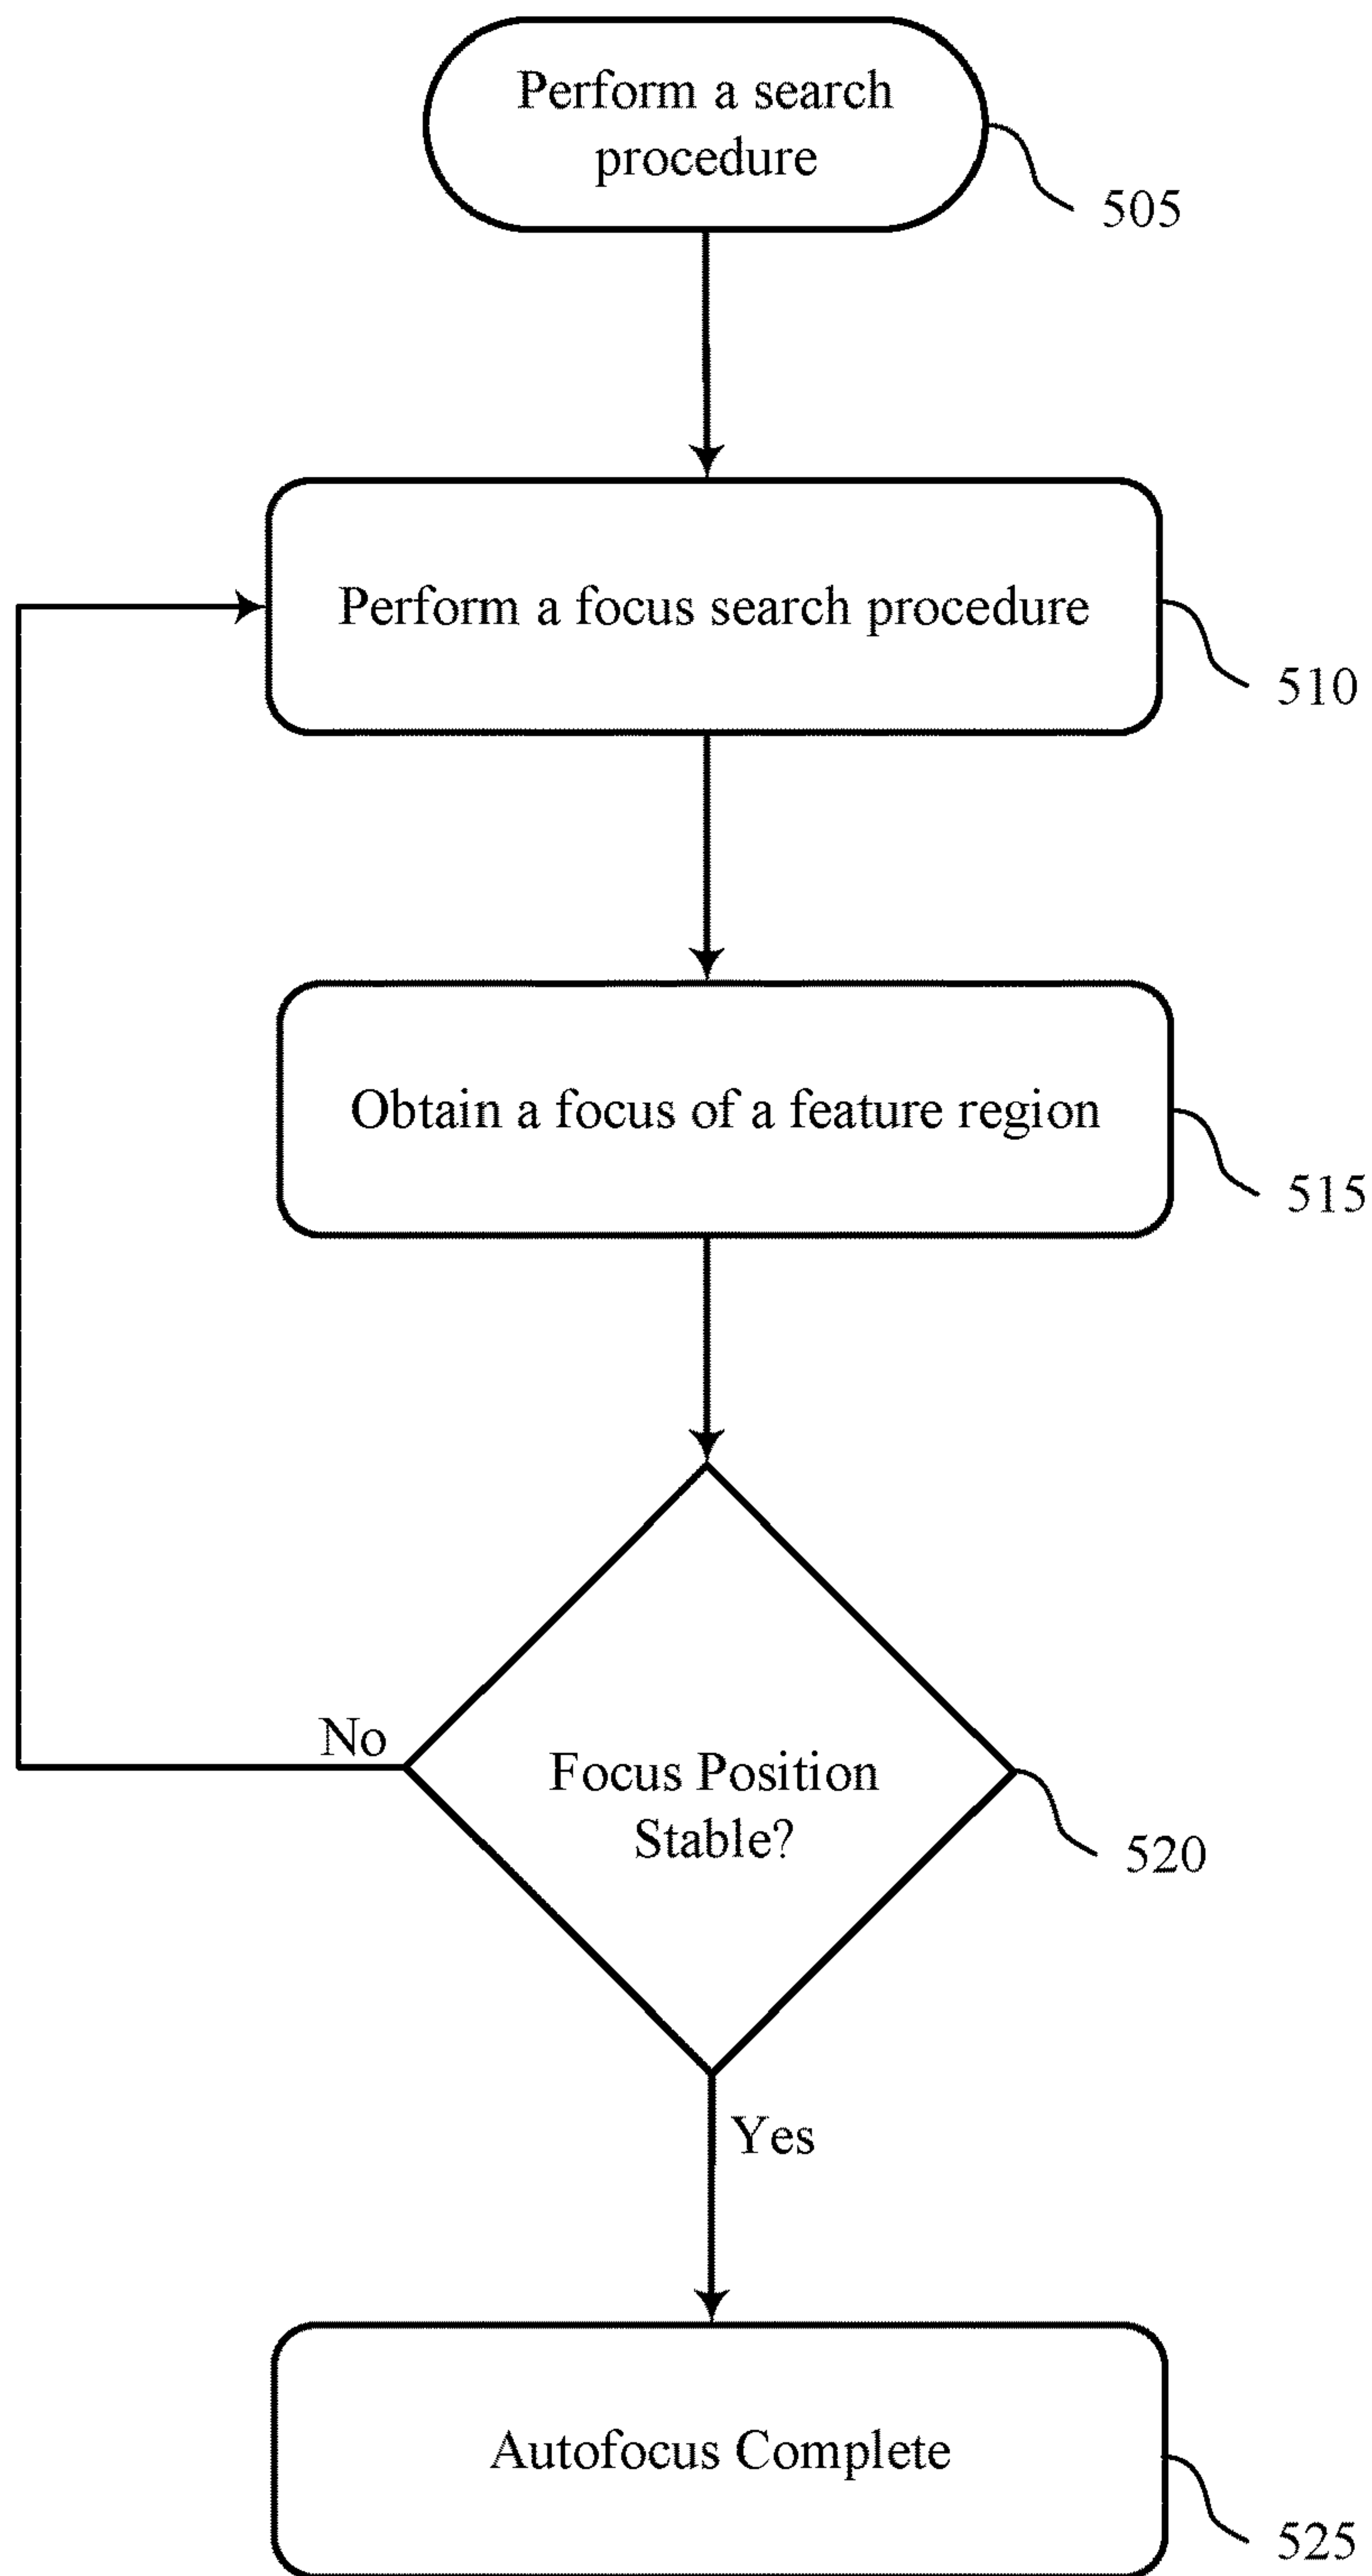 Perform a search
procedure
505
Perform a focus search procedure
510
Obtain a focus of a feature region
515
No
Focus Position
Stable?
520
Yes
Autofocus Complete
525